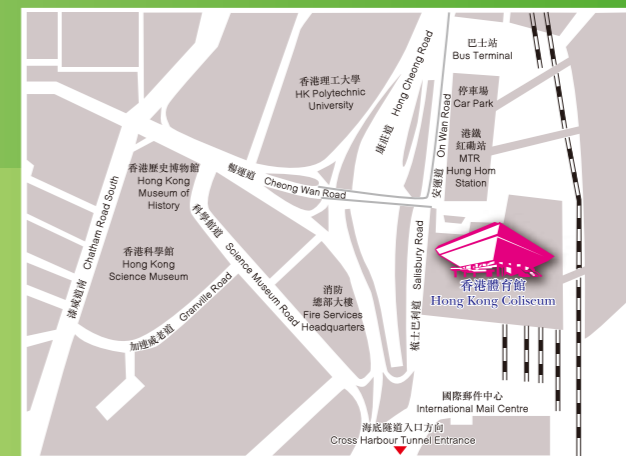 巴士站
Bus Terminal
香港理工大學
HK Polytechnic
University
康莊道 Hong Cheong Road
停車場
Car Park
安運道 On Wan Road
港鐵
紅磡站
MTR
Hung Hom
Station
香港歷史博物館
Hong Kong
Museum of
History
暢運道 Cheong Wan Road
科學館道 Science Museum Road
漆咸道南 Chatham Road South
香港科學館
Hong Kong
Science Museum
加連威老道 Granville Road
消防
總部大樓
Fire Services
Headquarters
梳士巴利道 Salisbury Road
香港體育館
Hong Kong Coliseum
國際郵件中心
International Mail Centre
海底隧道入口方向
Cross Harbour Tunnel Entrance